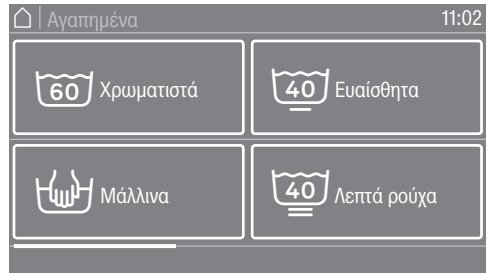 Αγαπημένα 11:02
60 Χρωματιστά
40 Ευαίσθητα
Μάλλινα
40 Λεπτά ρούχα